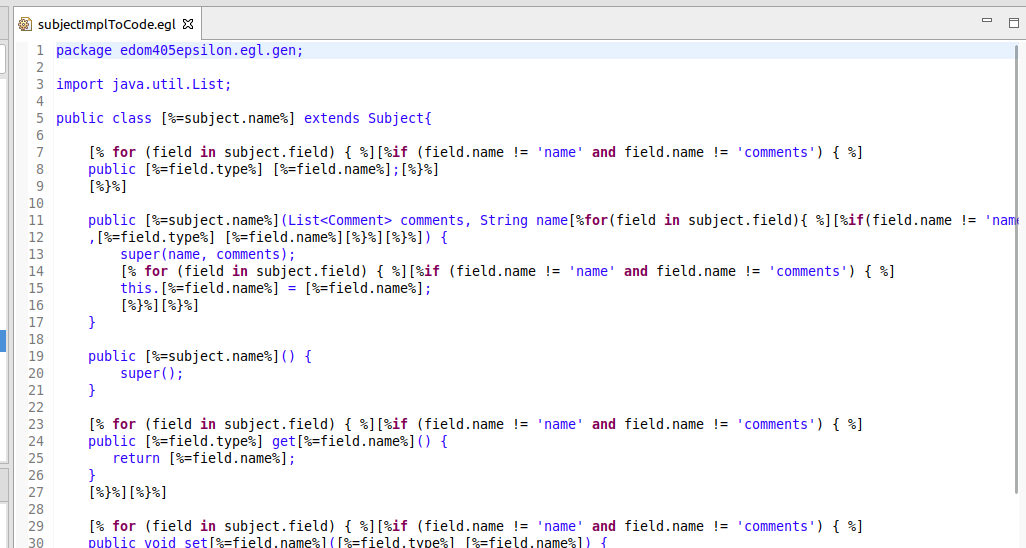 subjectImplToCode.egl
1 package edom405epsilon.egl.gen;
2
3 import java.util.List;
4
5 public class [%=subject.name%] extends Subject{
6
7     [% for (field in subject.field) { %][%if (field.name != 'name' and field.name != 'comments') { %]
8     public [%=field.type%] [%=field.name%];[%}%]
9     [%}%]
10
11     public [%=subject.name%](List<Comment> comments, String name[%for(field in subject.field){ %][%if(field.name != 'name
12     ,[%=field.type%] [%=field.name%][%}%][%}%]) {
13         super(name, comments);
14         [% for (field in subject.field) { %][%if (field.name != 'name' and field.name != 'comments') { %]
15         this.[%=field.name%] = [%=field.name%];
16         [%}%][%}%]
17     }
18
19     public [%=subject.name%]() {
20         super();
21     }
22
23     [% for (field in subject.field) { %][%if (field.name != 'name' and field.name != 'comments') { %]
24     public [%=field.type%] get[%=field.name%]() {
25        return [%=field.name%];
26     }
27     [%}%][%}%]
28
29     [% for (field in subject.field) { %][%if (field.name != 'name' and field.name != 'comments') { %]
30     public void set[%=field.name%]([%=field.type%] [%=field.name%]) {